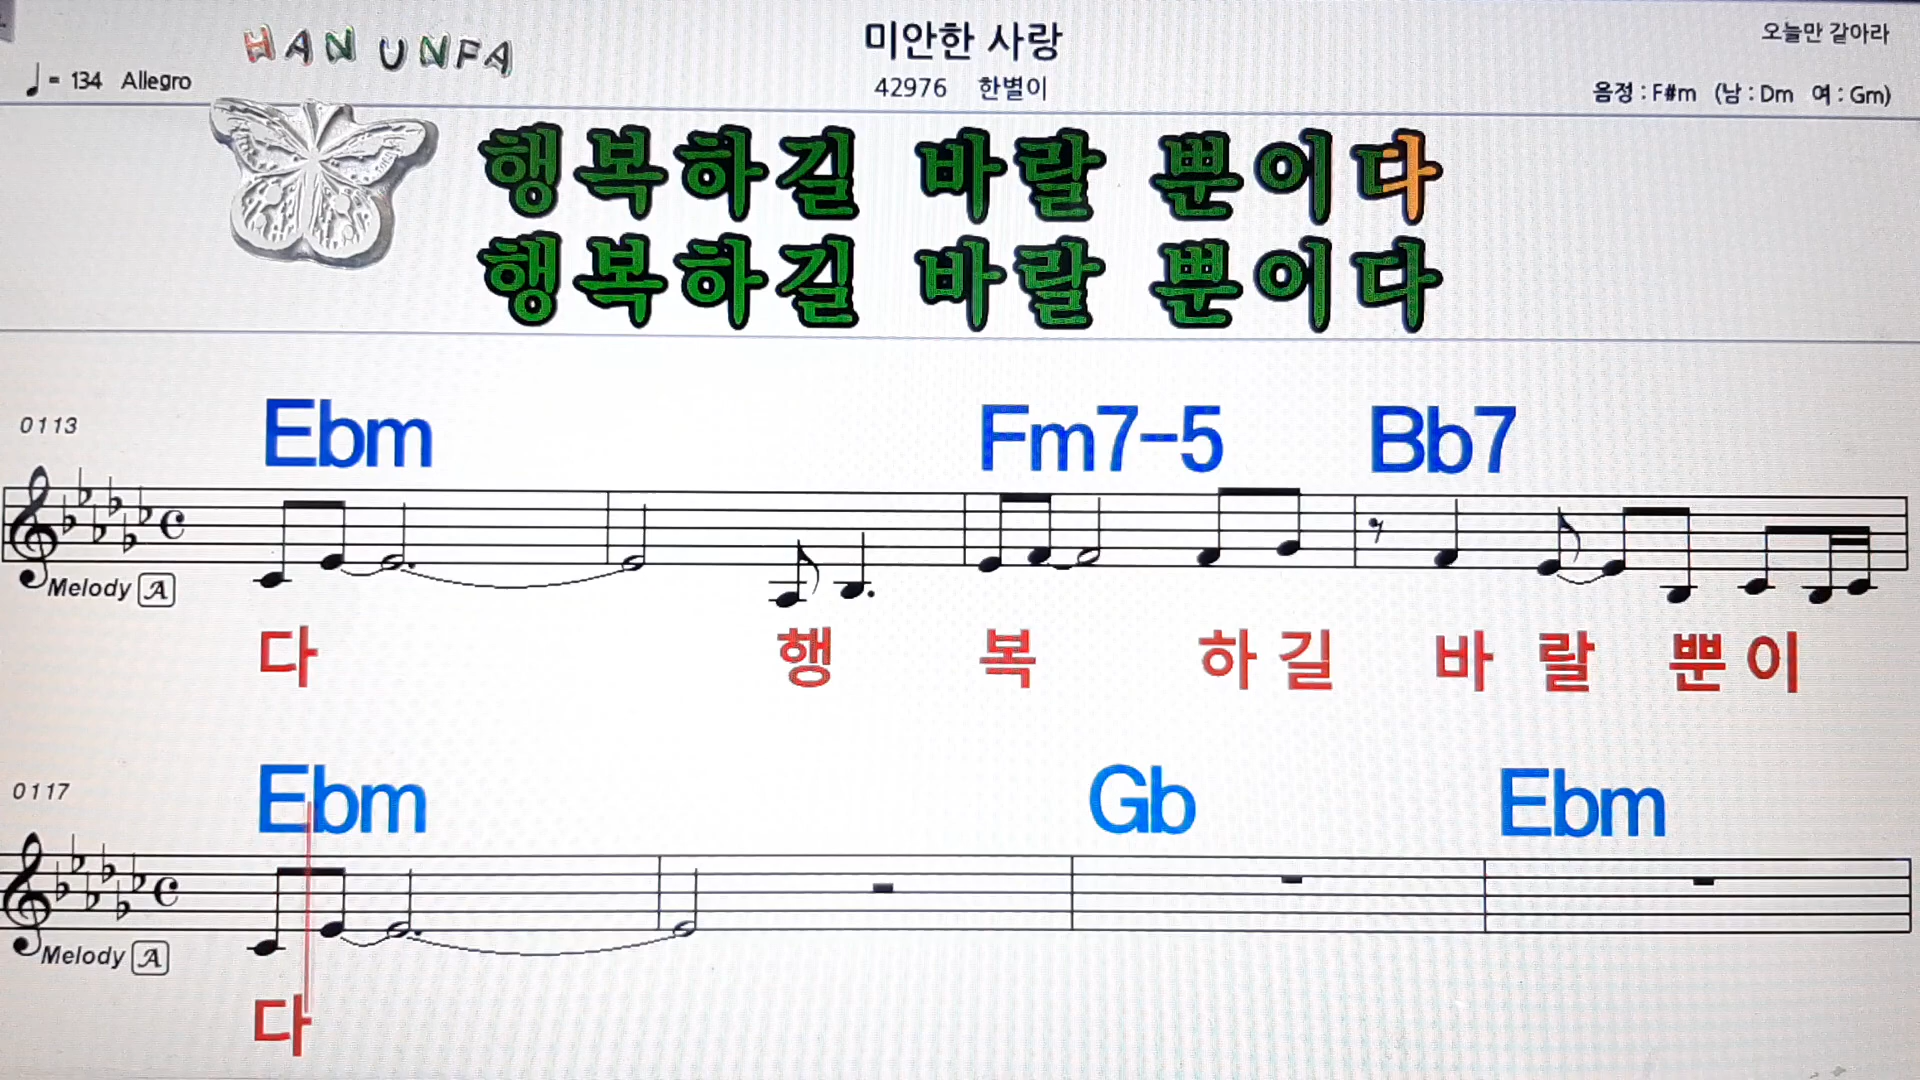 HAN UNFA
미안한 사랑
오늘만 같아라
♩= 134 Allegro
42976 한별이
음정 : F#m (남 : Dm 여 : Gm)
행복하길 바랄 뿐이다
행복하길 바랄 뿐이다
0113
Ebm Fm7-5 Bb7
Melody A
다 행 복 하 길 바 랄 뿐 이
0117
Ebm Gb Ebm
Melody A
다